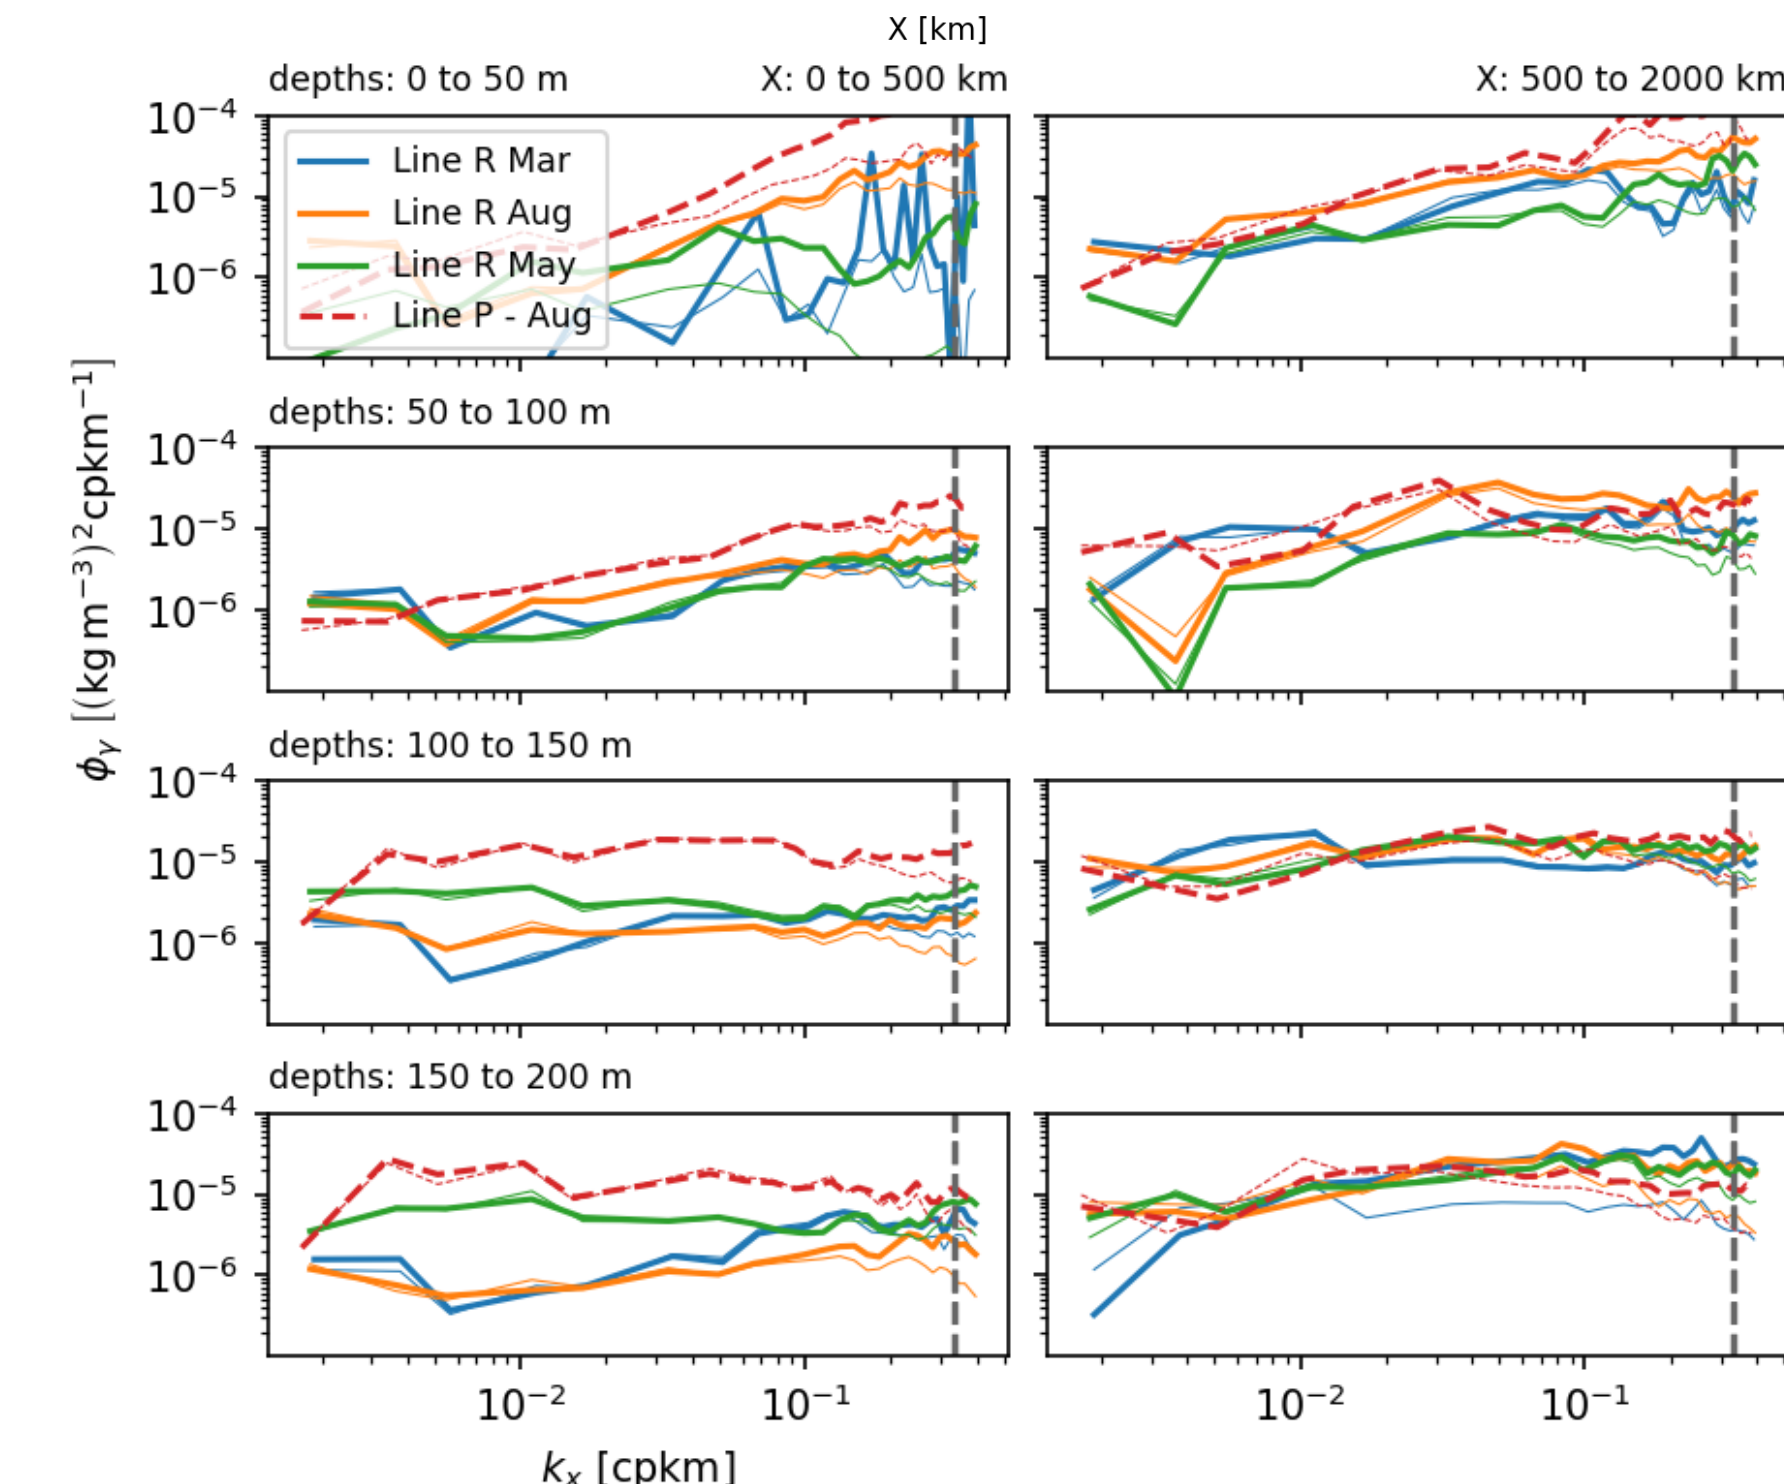 X [km]
depths: 0 to 50 m X: 0 to 500 km X: 500 to 2000 km
10⁻⁴
10⁻⁵
10⁻⁶
Line R Mar
Line R Aug
Line R May
Line P - Aug
depths: 50 to 100 m
10⁻⁴
10⁻⁵
10⁻⁶
ϕᵧ [(kg m⁻³)² cpkm⁻¹]
depths: 100 to 150 m
10⁻⁴
10⁻⁵
10⁻⁶
depths: 150 to 200 m
10⁻⁴
10⁻⁵
10⁻⁶
10⁻² 10⁻¹ 10⁻² 10⁻¹
kₓ [cpkm]